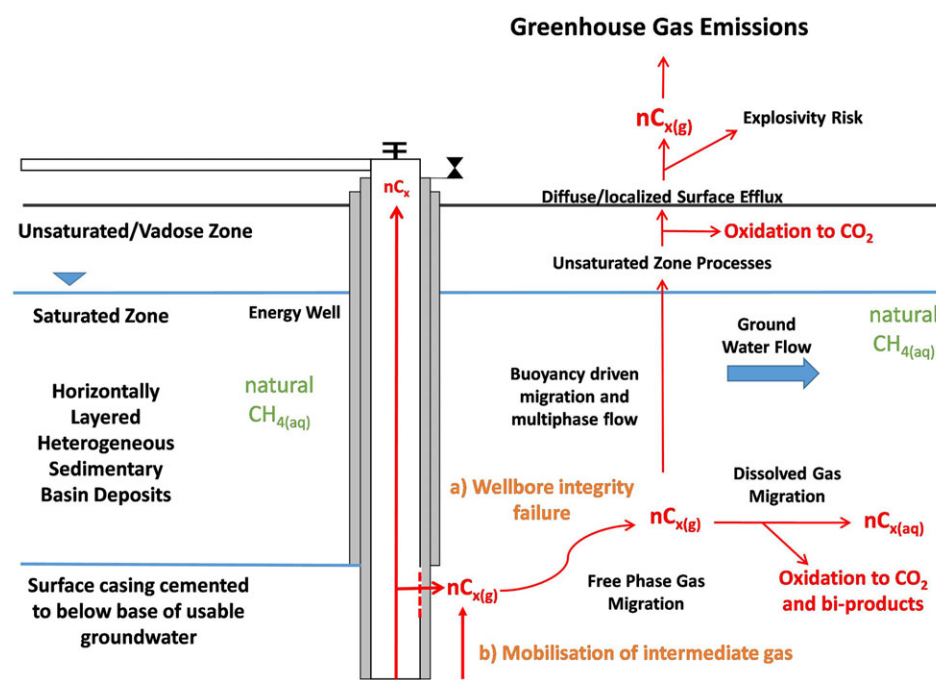 Greenhouse Gas Emissions
nCx(g)
Explosivity Risk
nCx
Diffuse/localized Surface Efflux
Unsaturated/Vadose Zone
Oxidation to CO2
Unsaturated Zone Processes
Saturated Zone
Energy Well
natural
CH4(aq)
Ground
Water Flow
Horizontally
Layered
Heterogeneous
Sedimentary
Basin Deposits
natural
CH4(aq)
Buoyancy driven
migration and
multiphase flow
a) Wellbore integrity
failure
Dissolved Gas
Migration
nCx(g)
nCx(aq)
Surface casing cemented
to below base of usable
groundwater
nCx(g)
Free Phase Gas
Migration
Oxidation to CO2
and bi-products
b) Mobilisation of intermediate gas